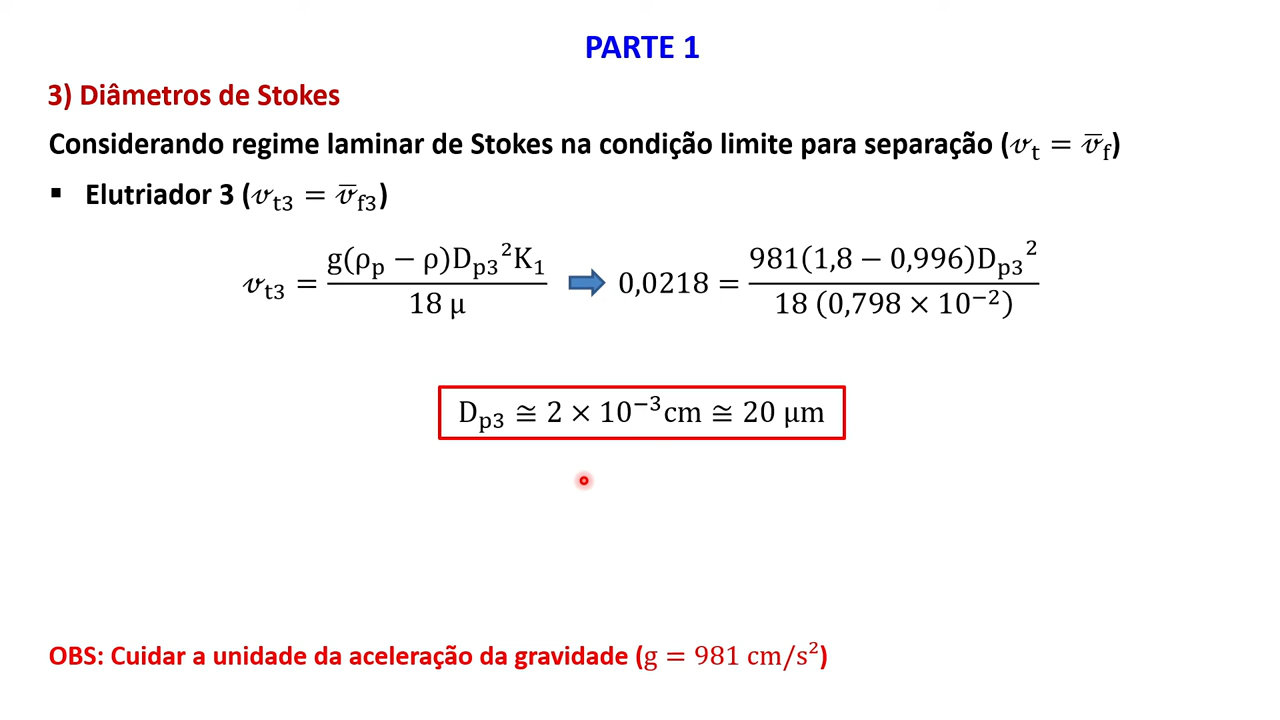 PARTE 1
3) Diâmetros de Stokes
Considerando regime laminar de Stokes na condição limite para separação (𝓋t = 𝓋̅f)
▪ Elutriador 3 (𝓋t3 = 𝓋̅f3)
𝓋t3 = g(ρp − ρ)Dp3²K1 / 18 μ ➡ 0,0218 = 981(1,8 − 0,996)Dp3² / 18 (0,798 × 10⁻²)
Dp3 ≅ 2 × 10⁻³cm ≅ 20 μm
OBS: Cuidar a unidade da aceleração da gravidade (g = 981 cm/s²)